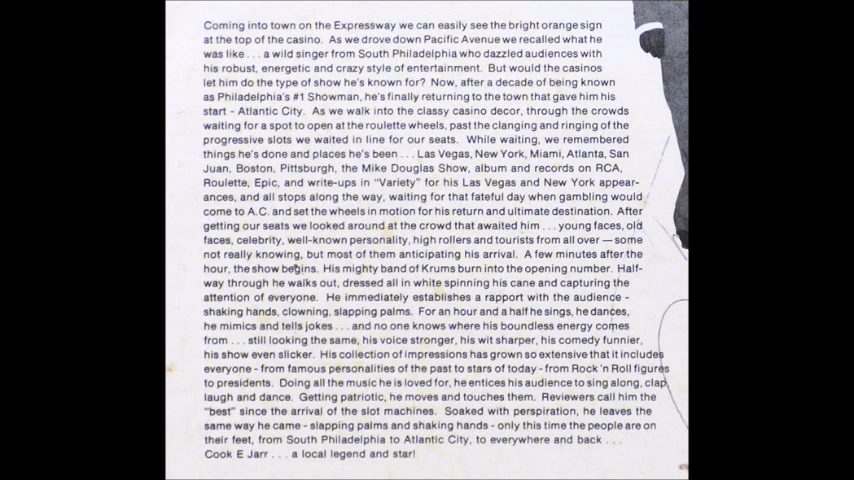 Coming into town on the Expressway we can easily see the bright orange sign
at the top of the casino. As we drove down Pacific Avenue we recalled what he
was like . . . a wild singer from South Philadelphia who dazzled audiences with
his robust, energetic and crazy style of entertainment. But would the casinos
let him do the type of show he's known for? Now, after a decade of being known
as Philadelphia's #1 Showman, he's finally returning to the town that gave him his
start - Atlantic City. As we walk into the classy casino decor, through the crowds
waiting for a spot to open at the roulette wheels, past the clanging and ringing of the
progressive slots we waited in line for our seats. While waiting, we remembered
things he's done and places he's been . . . Las Vegas, New York, Miami, Atlanta, San
Juan, Boston, Pittsburgh, the Mike Douglas Show, album and records on RCA,
Roulette, Epic, and write-ups in "Variety" for his Las Vegas and New York appear-
ances, and all stops along the way, waiting for that fateful day when gambling would
come to A.C. and set the wheels in motion for his return and ultimate destination. After
getting our seats we looked around at the crowd that awaited him . . . young faces, old
faces, celebrity, well-known personality, high rollers and tourists from all over — some
not really knowing, but most of them anticipating his arrival. A few minutes after the
hour, the show begins. His mighty band of Krums burn into the opening number. Half-
way through he walks out, dressed all in white spinning his cane and capturing the
attention of everyone. He immediately establishes a rapport with the audience -
shaking hands, clowning, slapping palms. For an hour and a half he sings, he dances,
he mimics and tells jokes . . . and no one knows where his boundless energy comes
from . . . still looking the same, his voice stronger, his wit sharper, his comedy funnier,
his show even slicker. His collection of impressions has grown so extensive that it includes
everyone - from famous personalities of the past to stars of today - from Rock 'n Roll figures
to presidents. Doing all the music he is loved for, he entices his audience to sing along, clap,
laugh and dance. Getting patriotic, he moves and touches them. Reviewers call him the
"best" since the arrival of the slot machines. Soaked with perspiration, he leaves the
same way he came - slapping palms and shaking hands - only this time the people are on
their feet, from South Philadelphia to Atlantic City, to everywhere and back . . .
Cook E Jarr . . . a local legend and star!